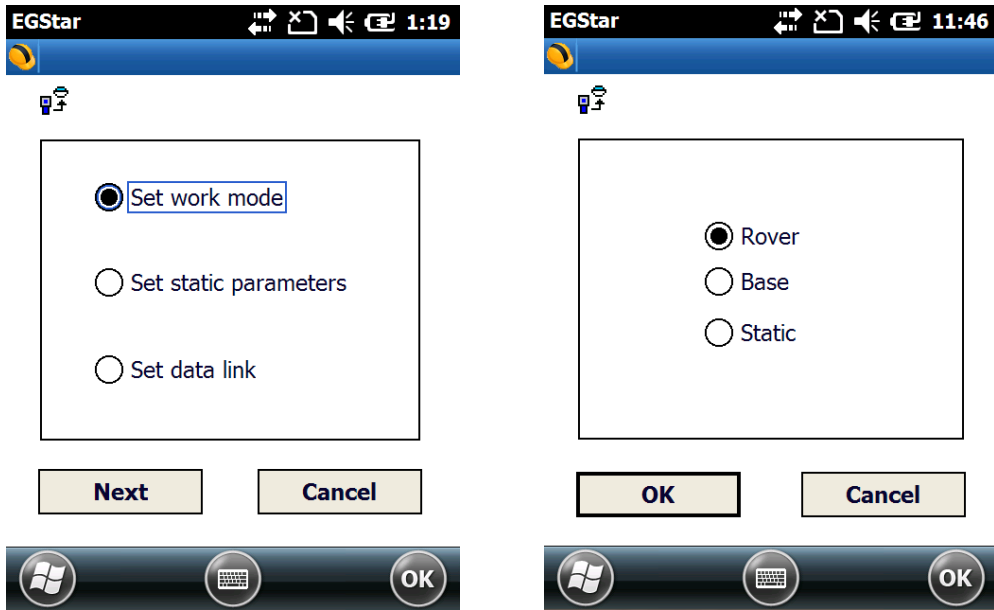 EGStar 1:19
Set work mode
Set static parameters
Set data link
Next Cancel
OK
EGStar 11:46
Rover
Base
Static
OK Cancel
OK